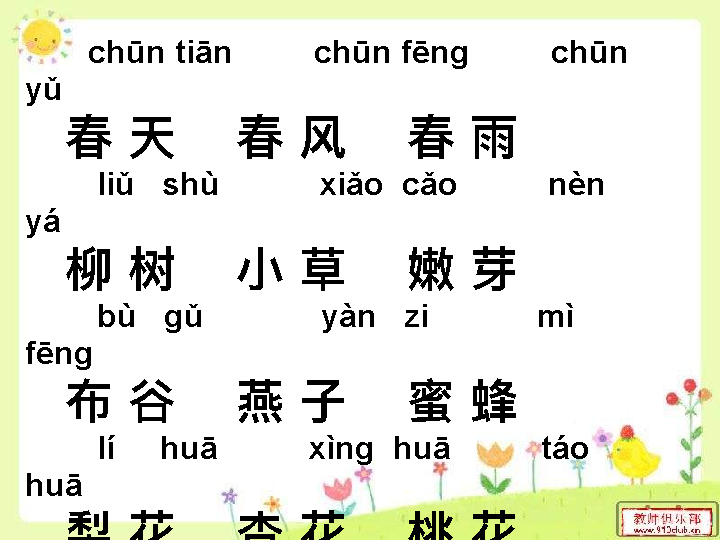 chūn tiān chūn fēng chūn
yǔ
春天 春风 春雨
liǔ shù xiǎo cǎo nèn
yá
柳树 小草 嫩芽
bù gǔ yàn zi mì
fēng
布谷 燕子 蜜蜂
lí huā xìng huā táo
huā
梨花 杏花 桃花
教师俱乐部
www.910club.cn